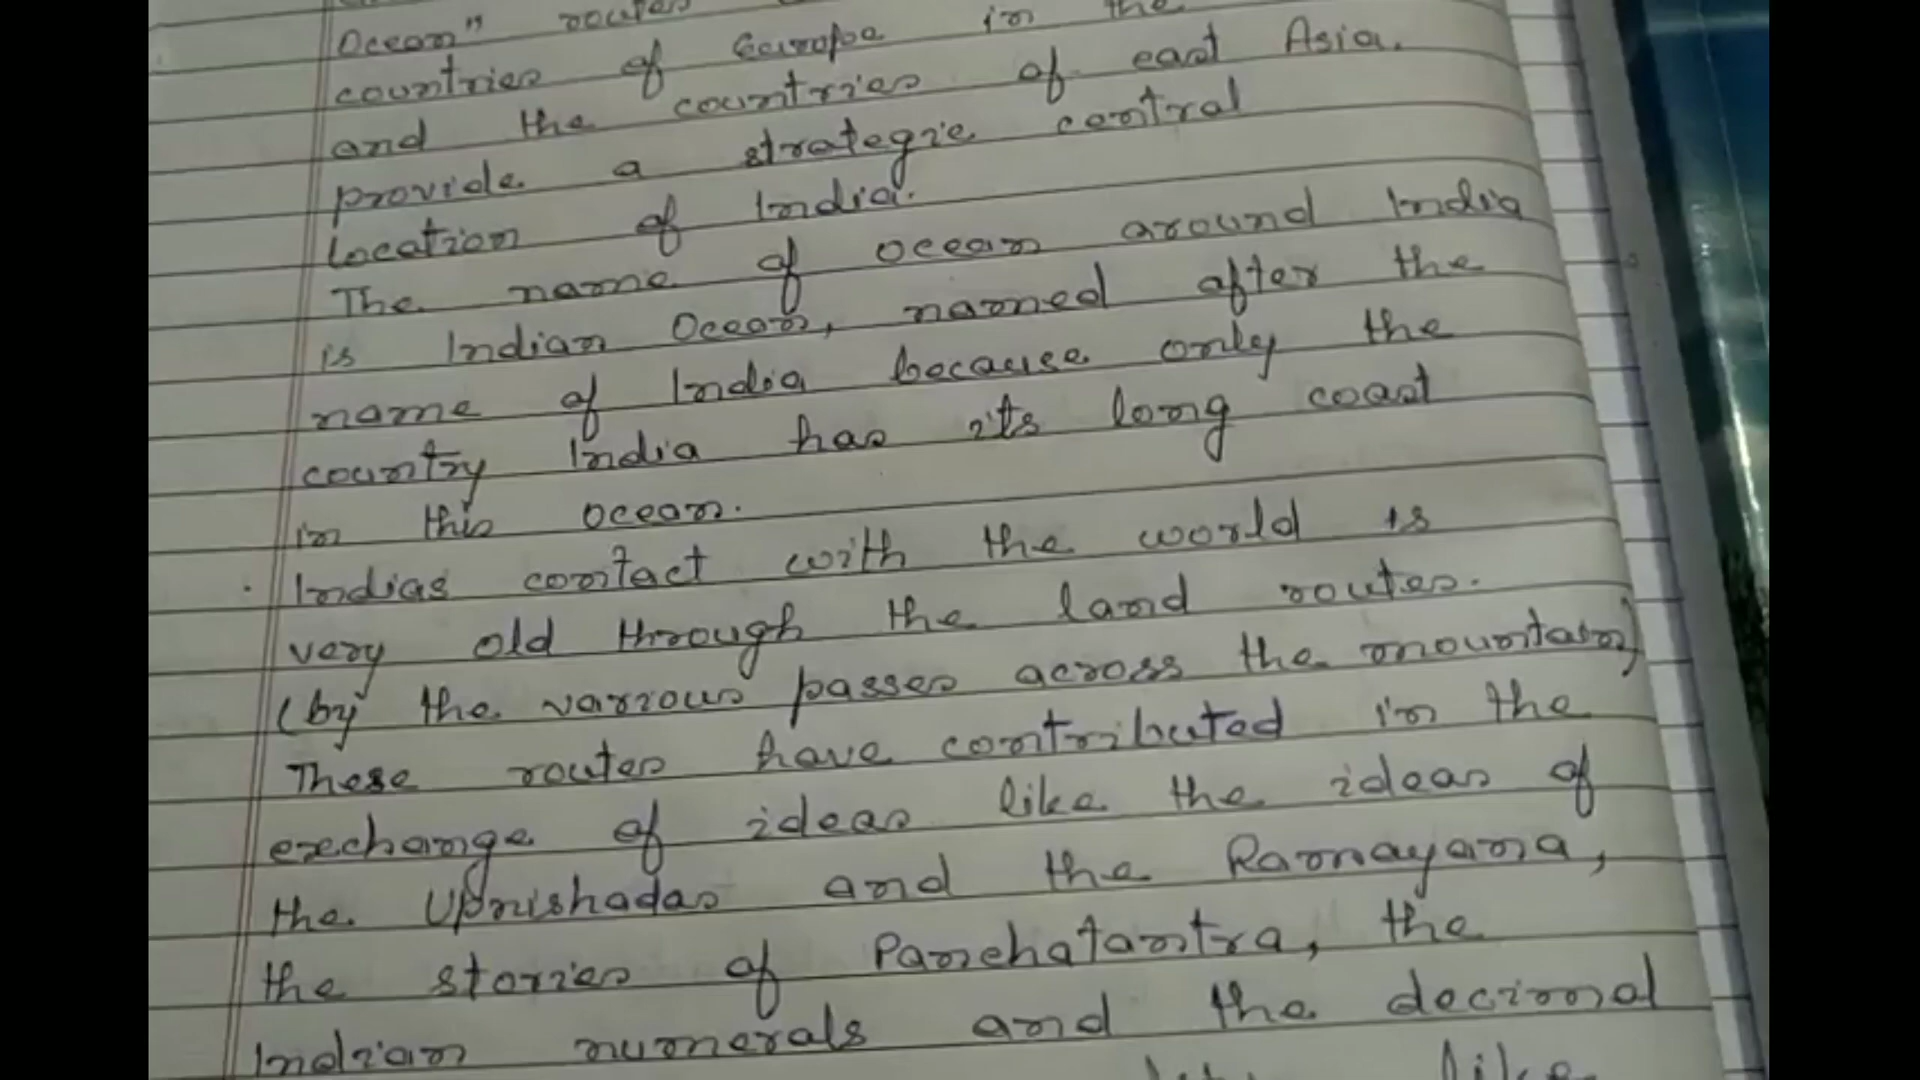 Ocean" routes
countries of Europe in the
and the countries of east Asia.
provide a strategic central
location of India.
The name of ocean around India
is Indian Ocean, named after the
name of India because only the
country India has its long coast
in this ocean.
Indias contact with the world is
very old through the land routes.
(by the various passes across the mountain)
These routes have contributed in the
exchange of ideas like the ideas of
the Upnishadas and the Ramayana,
the stories of Panchatantra, the
Indian numerals and the decimal
like